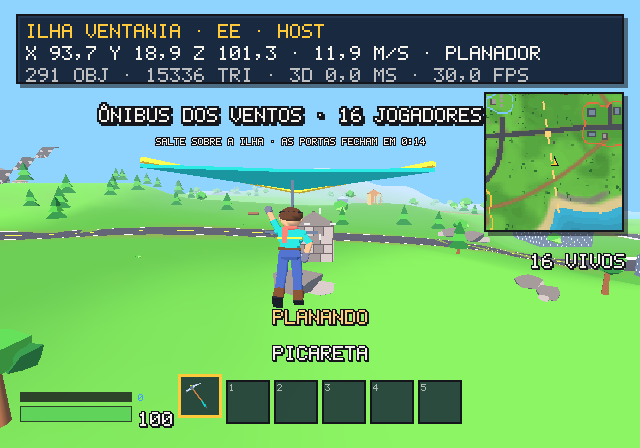 ILHA VENTANIA · EE · HOST
X 93,7 Y 18,9 Z 101,3 · 11,9 M/S · PLANADOR
291 OBJ · 15336 TRI · 3D 0,0 MS · 30,0 FPS
ÔNIBUS DOS VENTOS · 16 JOGADORES
SALTE SOBRE A ILHA · AS PORTAS FECHAM EM 0:14
16 VIVOS
PLANANDO
PICARETA
1 2 3 4 5
0
100